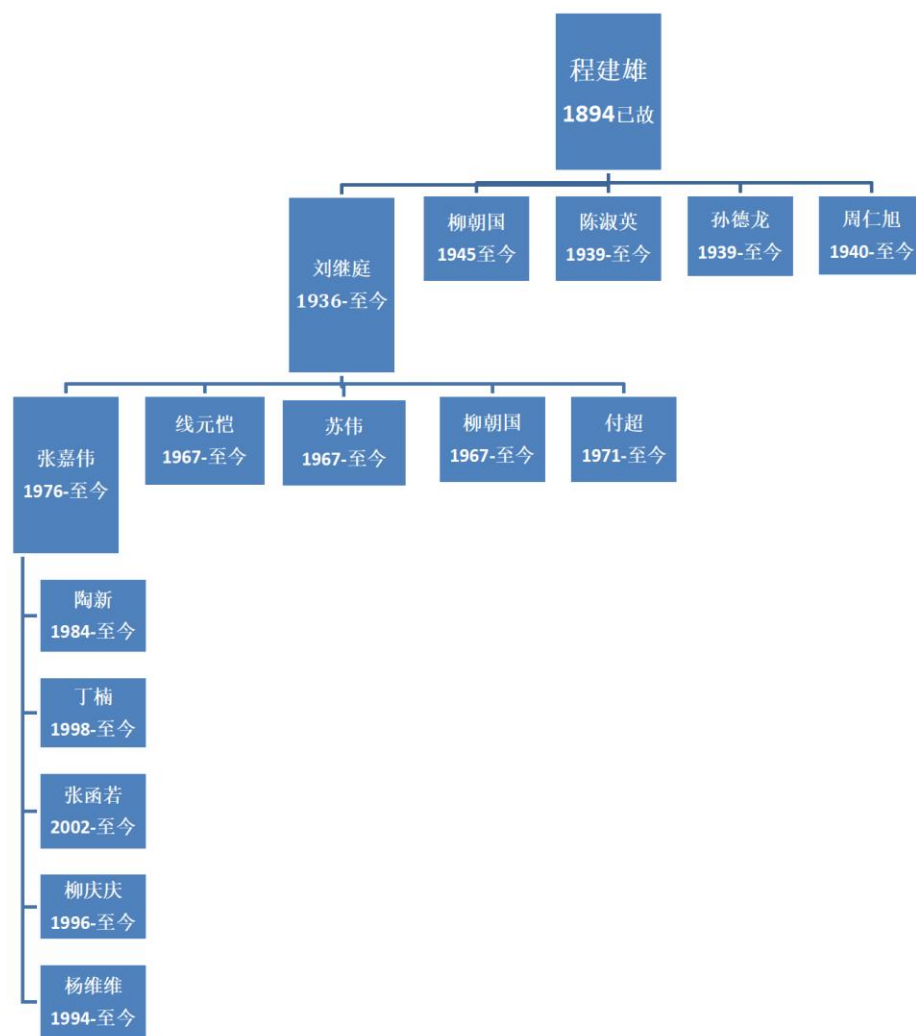 程建雄
1894已故
刘继庭
1936-至今
柳朝国
1945至今
陈淑英
1939-至今
孙德龙
1939-至今
周仁旭
1940-至今
张嘉伟
1976-至今
线元恺
1967-至今
苏伟
1967-至今
柳朝国
1967-至今
付超
1971-至今
陶新
1984-至今
丁楠
1998-至今
张函若
2002-至今
柳庆庆
1996-至今
杨维维
1994-至今